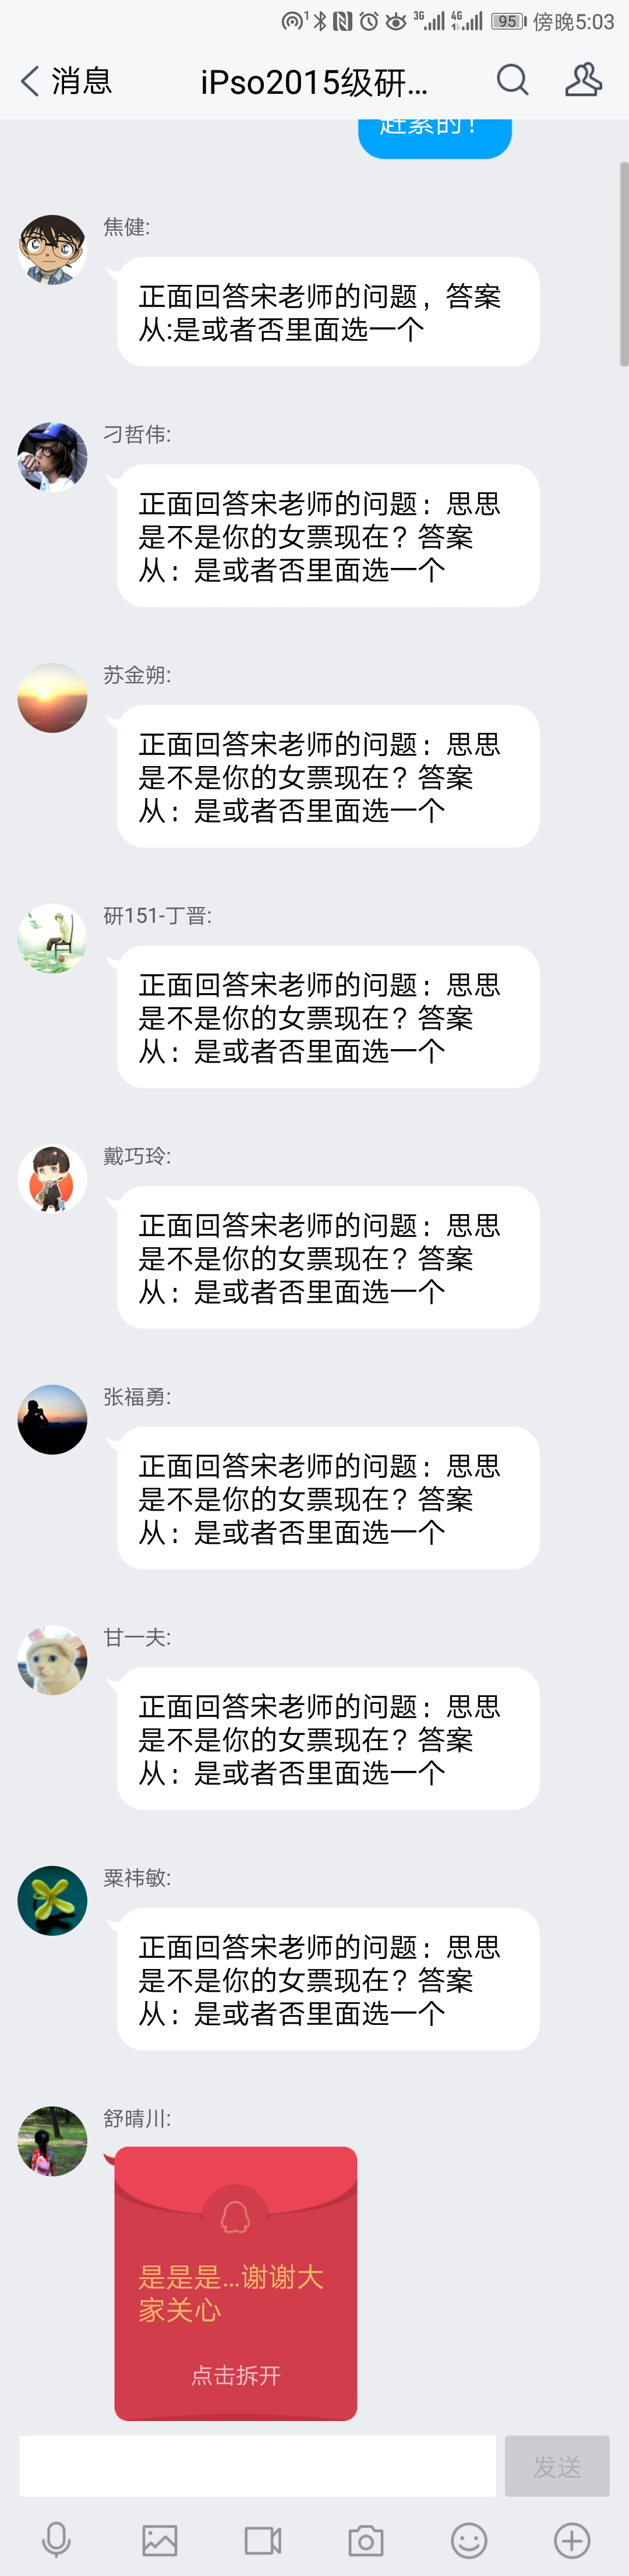 3G 4G 95 傍晚5:03
消息 iPso2015级研...
赶紧的！
焦健:
正面回答宋老师的问题，答案
从:是或者否里面选一个
刁哲伟:
正面回答宋老师的问题：思思
是不是你的女票现在？答案
从：是或者否里面选一个
苏金朔:
正面回答宋老师的问题：思思
是不是你的女票现在？答案
从：是或者否里面选一个
研151-丁晋:
正面回答宋老师的问题：思思
是不是你的女票现在？答案
从：是或者否里面选一个
戴巧玲:
正面回答宋老师的问题：思思
是不是你的女票现在？答案
从：是或者否里面选一个
张福勇:
正面回答宋老师的问题：思思
是不是你的女票现在？答案
从：是或者否里面选一个
甘一夫:
正面回答宋老师的问题：思思
是不是你的女票现在？答案
从：是或者否里面选一个
粟祎敏:
正面回答宋老师的问题：思思
是不是你的女票现在？答案
从：是或者否里面选一个
舒晴川:
是是是...谢谢大
家关心
点击拆开
发送